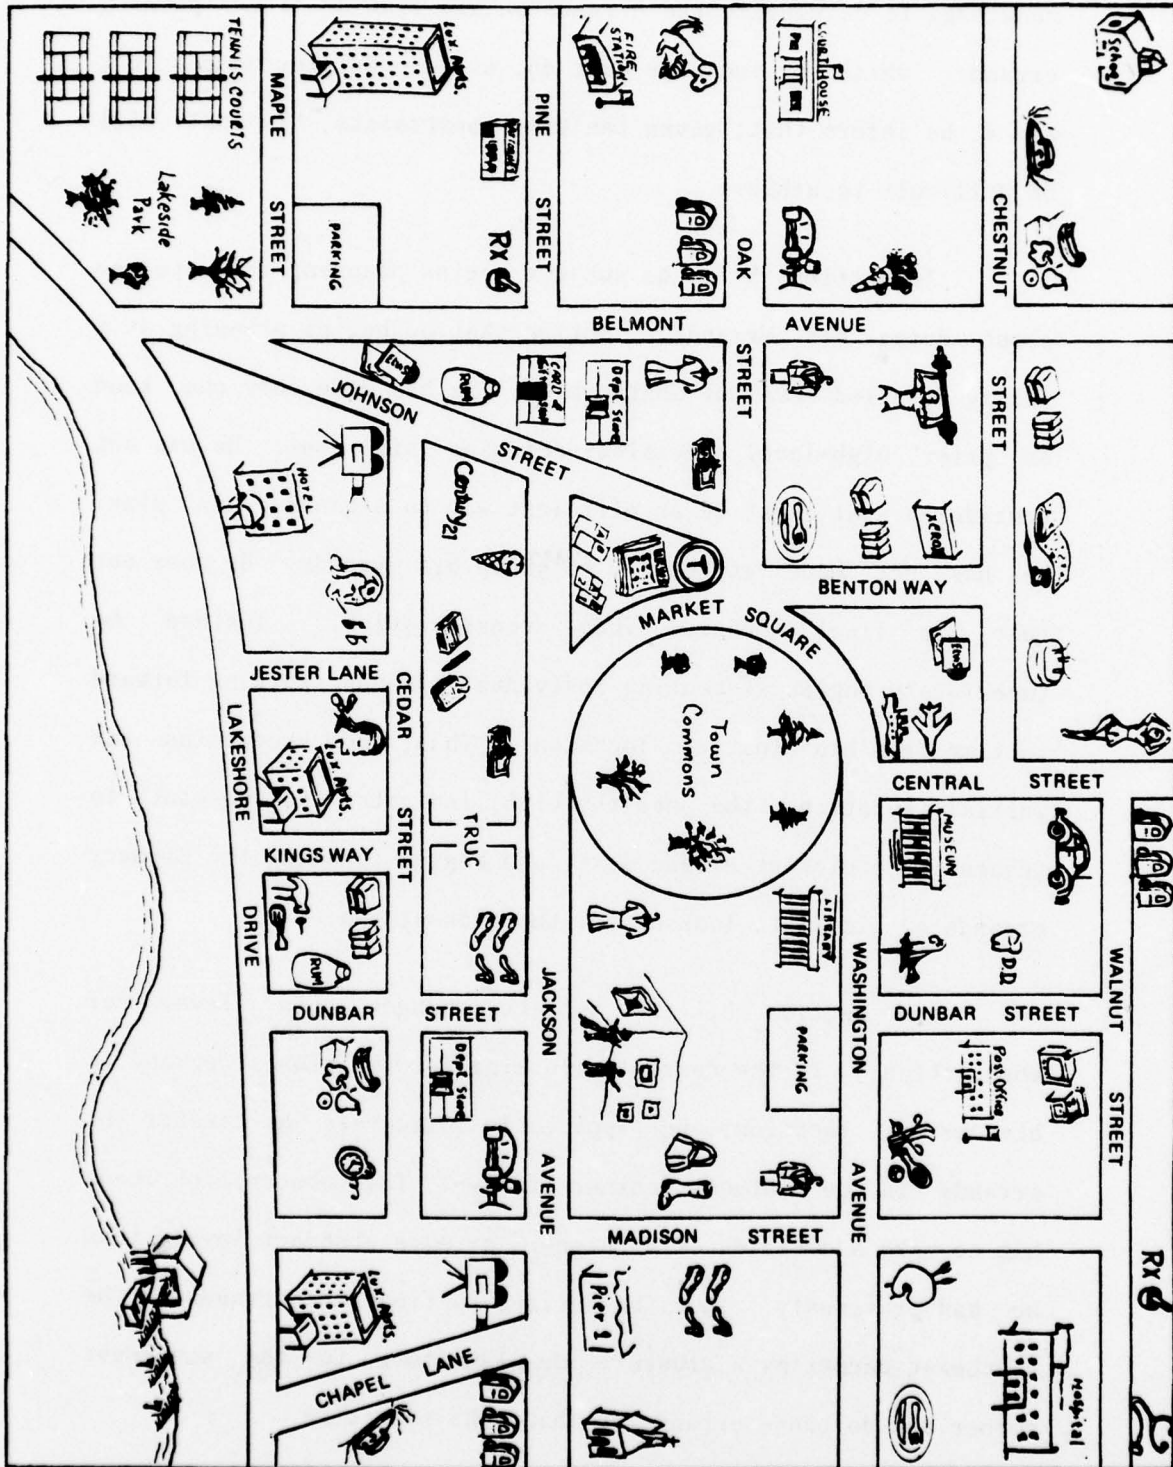 TENNIS COURTS
Lakeside
Park
MAPLE
STREET
Lux. Apts.
PARKING
Rx
PINE
STREET
FIRE
STATION
OAK
STREET
COURTHOUSE
CHESTNUT
STREET
School
BELMONT AVENUE
JOHNSON
STREET
RUM
CARD &
Dept. Store
HOTEL
Century 21
NEWS
T
XEROX
BENTON WAY
MARKET SQUARE
Town
Commons
JESTER LANE
CEDAR
STREET
LAKESHORE
DRIVE
Lux. Apts.
KINGS WAY
RUM
TRUC
CENTRAL STREET
MUSEUM
LIBRARY
D.D
WALNUT
STREET
WASHINGTON
AVENUE
JACKSON
AVENUE
DUNBAR STREET
DUNBAR STREET
Dept. Store
PARKING
Post Office
MADISON STREET
Lux. Apts.
CHAPEL LANE
Pier 1
Rx
Hospital